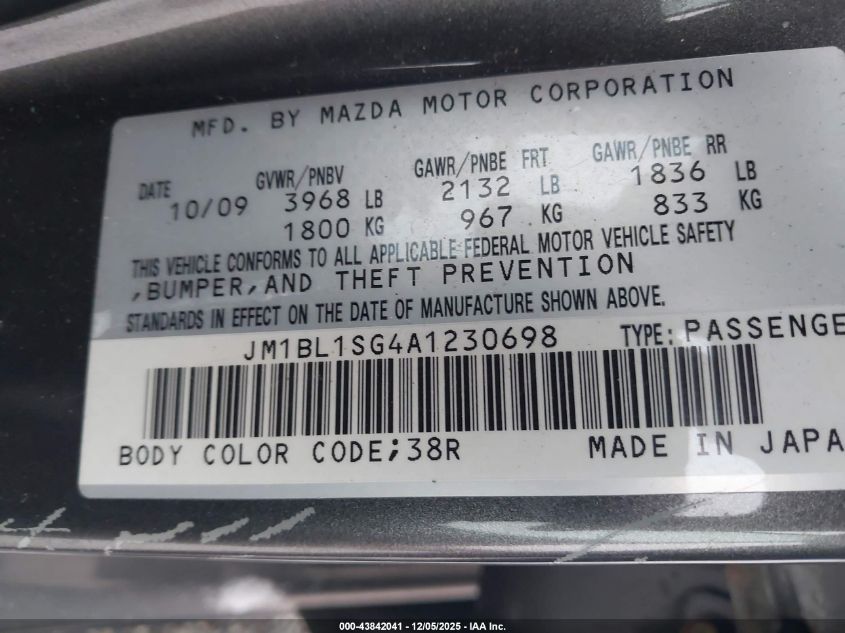 MFD. BY MAZDA MOTOR CORPORATION
DATE GVWR/PNBV GAWR/PNBE FRT GAWR/PNBE RR
10/09 3968 LB 2132 LB 1836 LB
1800 KG 967 KG 833 KG
THIS VEHICLE CONFORMS TO ALL APPLICABLE FEDERAL MOTOR VEHICLE SAFETY
,BUMPER,AND THEFT PREVENTION
STANDARDS IN EFFECT ON THE DATE OF MANUFACTURE SHOWN ABOVE.
JM1BL1SG4A1230698 TYPE: PASSENGE
BODY COLOR CODE;38R MADE IN JAPA
000-43842041 - 12/05/2025 - IAA Inc.